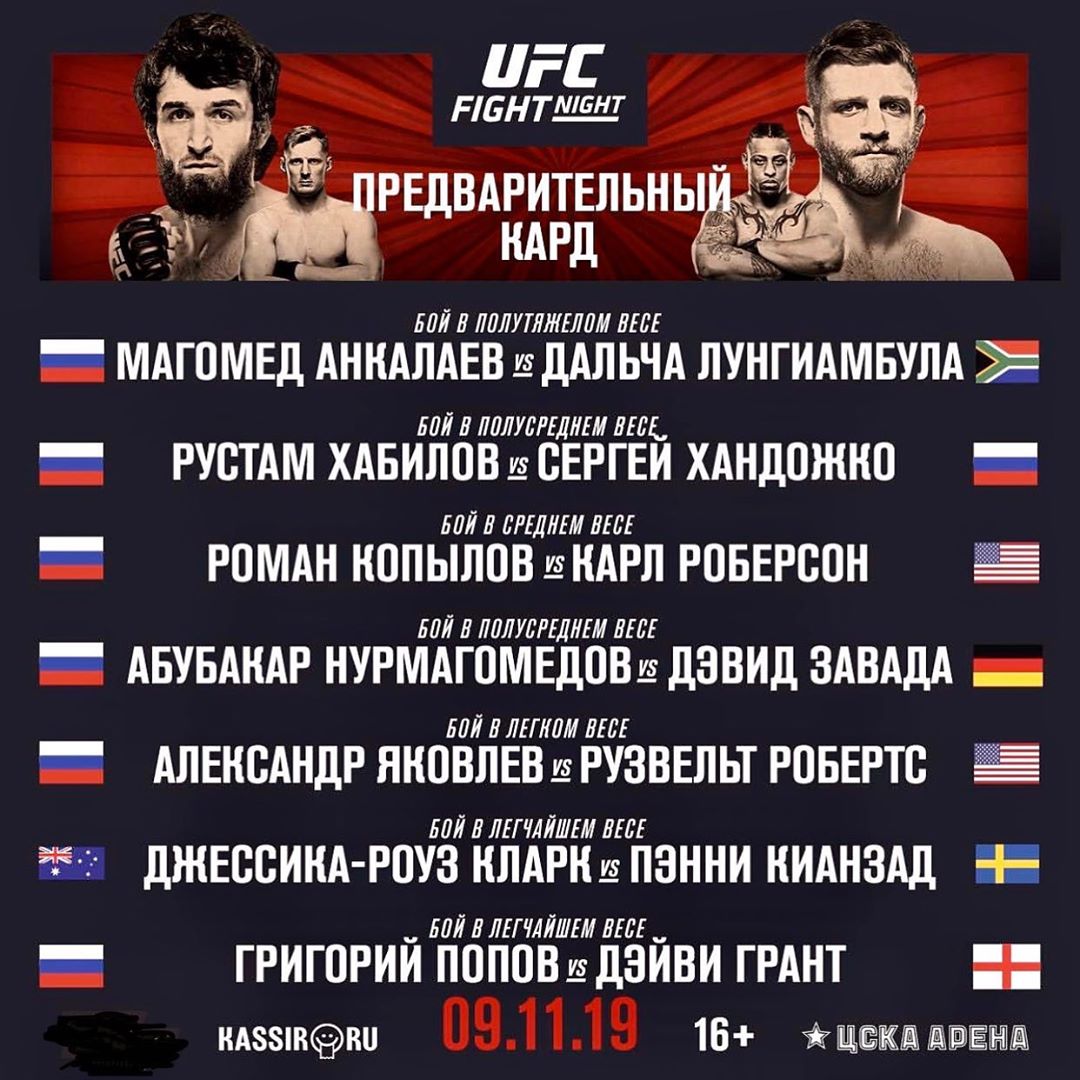 UFC
FIGHT NIGHT
ПРЕДВАРИТЕЛЬНЫЙ
КАРД
БОЙ В ПОЛУТЯЖЕЛОМ ВЕСЕ
МАГОМЕД АНКАЛАЕВ VS ДАЛЬЧА ЛУНГИАМБУЛА
БОЙ В ПОЛУСРЕДНЕМ ВЕСЕ
РУСТАМ ХАБИЛОВ VS СЕРГЕЙ ХАНДОЖКО
БОЙ В СРЕДНЕМ ВЕСЕ
РОМАН КОПЫЛОВ VS КАРЛ РОБЕРСОН
БОЙ В ПОЛУСРЕДНЕМ ВЕСЕ
АБУБАКАР НУРМАГОМЕДОВ VS ДЭВИД ЗАВАДА
БОЙ В ЛЕГКОМ ВЕСЕ
АЛЕКСАНДР ЯКОВЛЕВ VS РУЗВЕЛЬТ РОБЕРТС
БОЙ В ЛЕГЧАЙШЕМ ВЕСЕ
ДЖЕССИКА-РОУЗ КЛАРК VS ПЭННИ КИАНЗАД
БОЙ В ЛЕГЧАЙШЕМ ВЕСЕ
ГРИГОРИЙ ПОПОВ VS ДЭЙВИ ГРАНТ
KASSIR RU 09.11.19 16+ ЦСКА АРЕНА